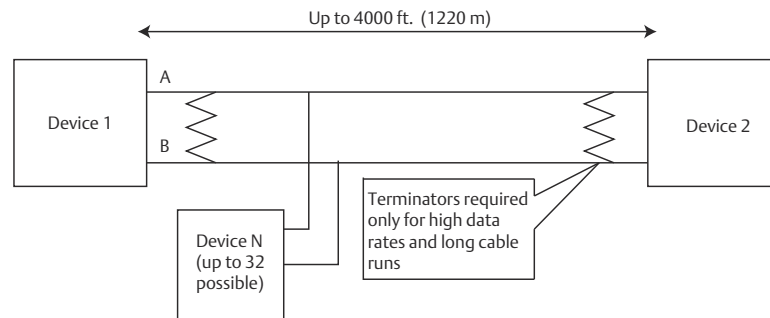 Up to 4000 ft. (1220 m)
A
Device 1
B
Device 2
Device N
(up to 32
possible)
Terminators required
only for high data
rates and long cable
runs